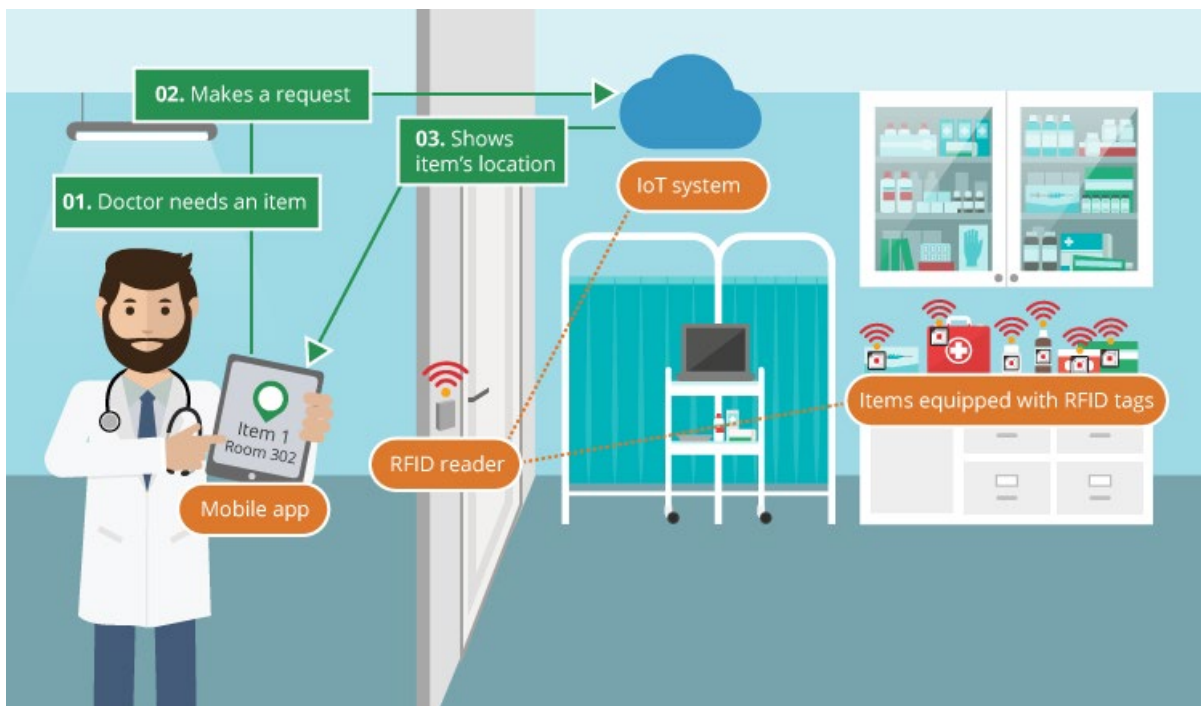 02. Makes a request
03. Shows
item's location
01. Doctor needs an item
IoT system
Item 1
Room 302
Mobile app
RFID reader
Items equipped with RFID tags